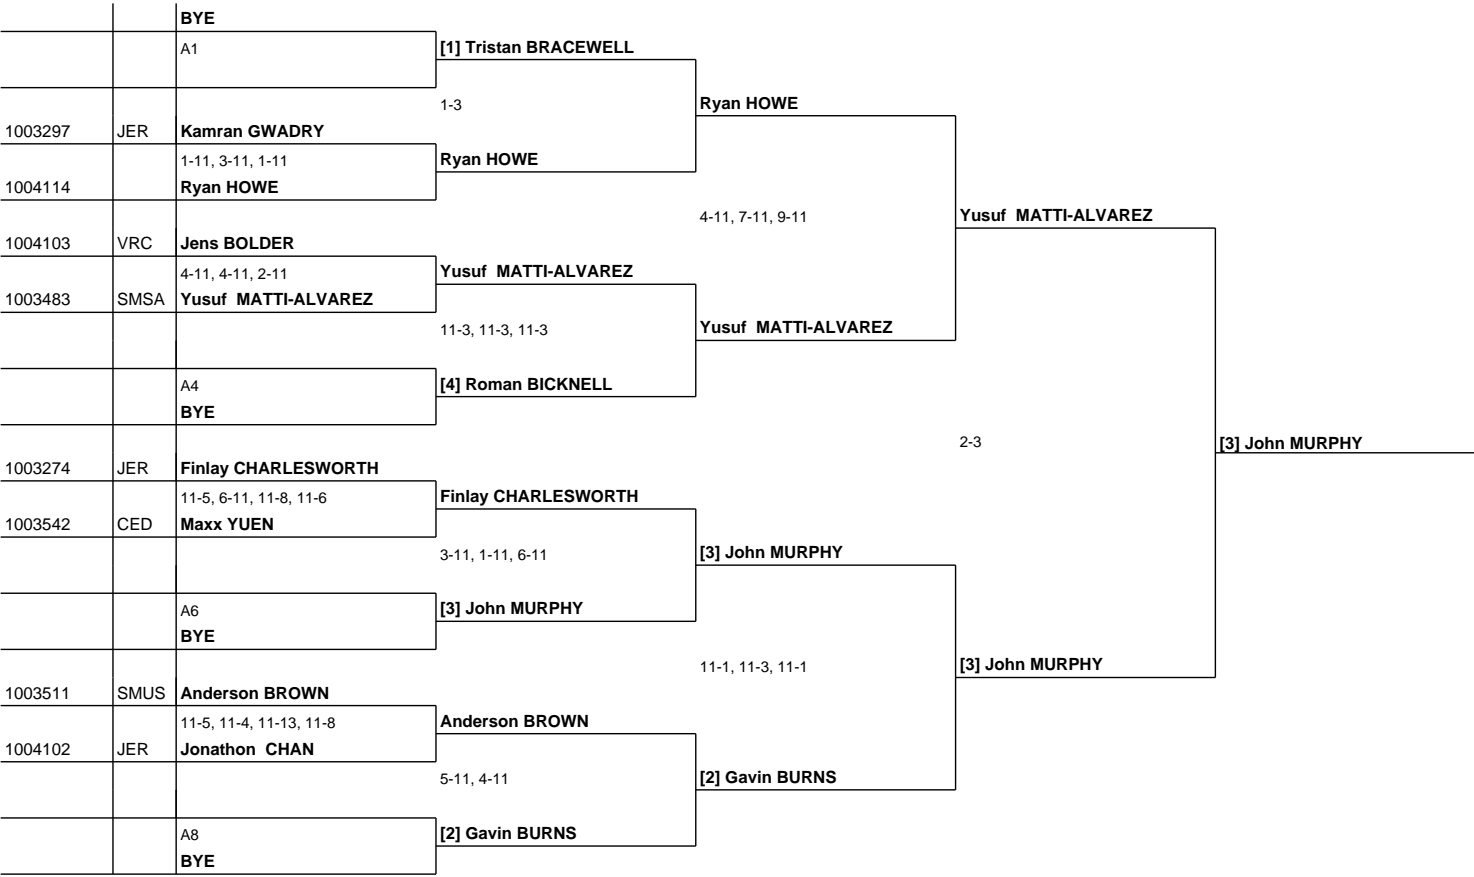 BYE
A1
[1] Tristan BRACEWELL
1-3
Ryan HOWE
1003297 JER Kamran GWADRY
1-11, 3-11, 1-11
Ryan HOWE
1004114 Ryan HOWE
4-11, 7-11, 9-11
Yusuf MATTI-ALVAREZ
1004103 VRC Jens BOLDER
4-11, 4-11, 2-11
Yusuf MATTI-ALVAREZ
1003483 SMSA Yusuf MATTI-ALVAREZ
11-3, 11-3, 11-3
Yusuf MATTI-ALVAREZ
A4
[4] Roman BICKNELL
BYE
2-3
[3] John MURPHY
1003274 JER Finlay CHARLESWORTH
11-5, 6-11, 11-8, 11-6
Finlay CHARLESWORTH
1003542 CED Maxx YUEN
3-11, 1-11, 6-11
[3] John MURPHY
A6
[3] John MURPHY
BYE
11-1, 11-3, 11-1
[3] John MURPHY
1003511 SMUS Anderson BROWN
11-5, 11-4, 11-13, 11-8
Anderson BROWN
1004102 JER Jonathon CHAN
5-11, 4-11
[2] Gavin BURNS
A8
[2] Gavin BURNS
BYE